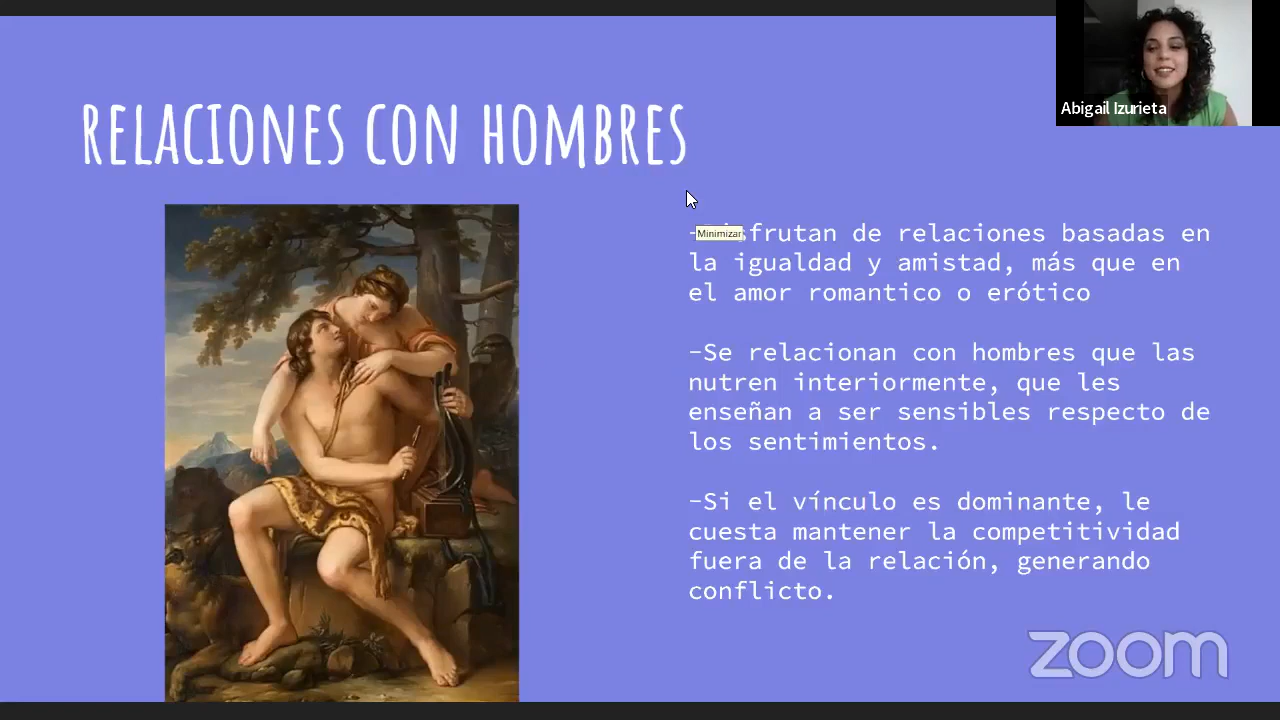 Abigail Izurieta
RELACIONES CON HOMBRES
Minimizar
-Disfrutan de relaciones basadas en
la igualdad y amistad, más que en
el amor romantico o erótico
-Se relacionan con hombres que las
nutren interiormente, que les
enseñan a ser sensibles respecto de
los sentimientos.
-Si el vínculo es dominante, le
cuesta mantener la competitividad
fuera de la relación, generando
conflicto.
zoom